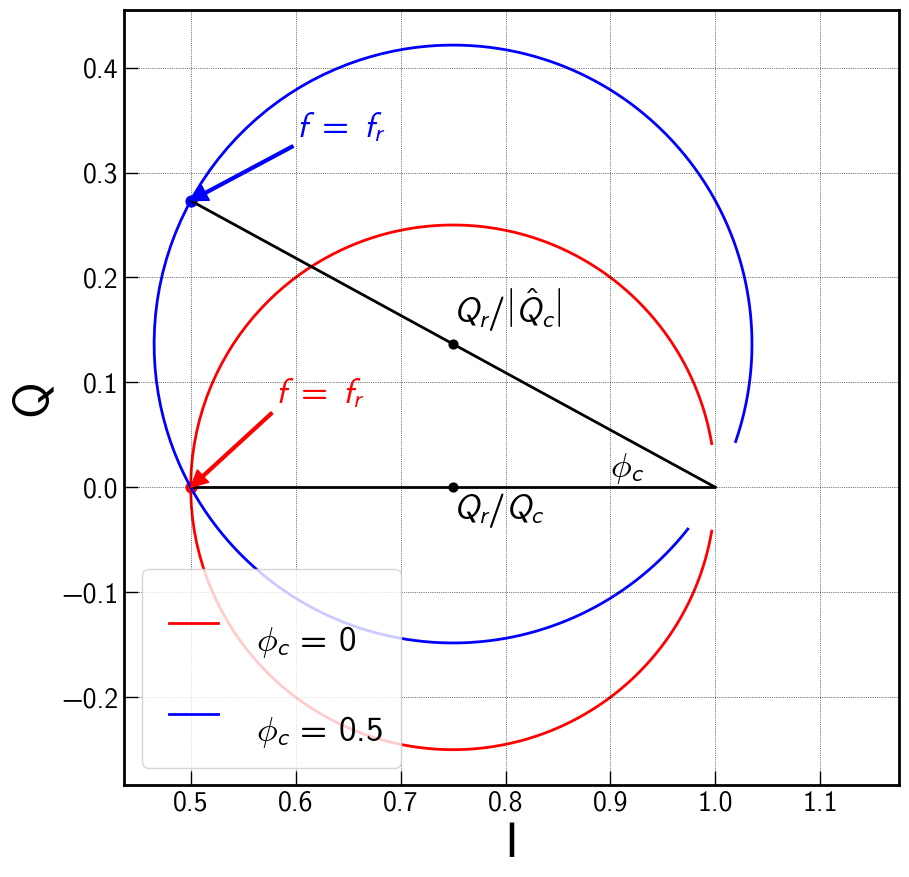 0.4
0.3
0.2
0.1
0.0
−0.1
−0.2
Q
f = f_r
Q_r/|Q̂_c|
f = f_r
ϕ_c
Q_r/Q_c
ϕ_c = 0
ϕ_c = 0.5
0.5 0.6 0.7 0.8 0.9 1.0 1.1
I